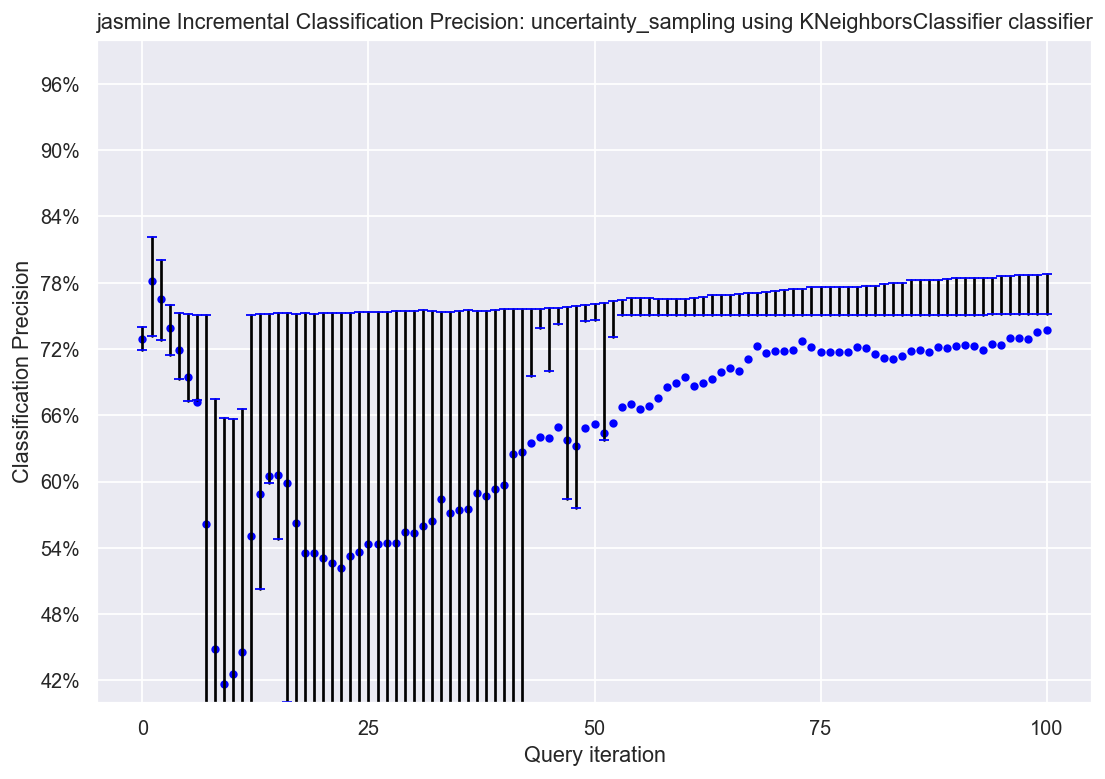 jasmine Incremental Classification Precision: uncertainty_sampling using KNeighborsClassifier classifier
96%
90%
84%
78%
72%
66%
60%
54%
48%
42%
Classification Precision
0 25 50 75 100
Query iteration